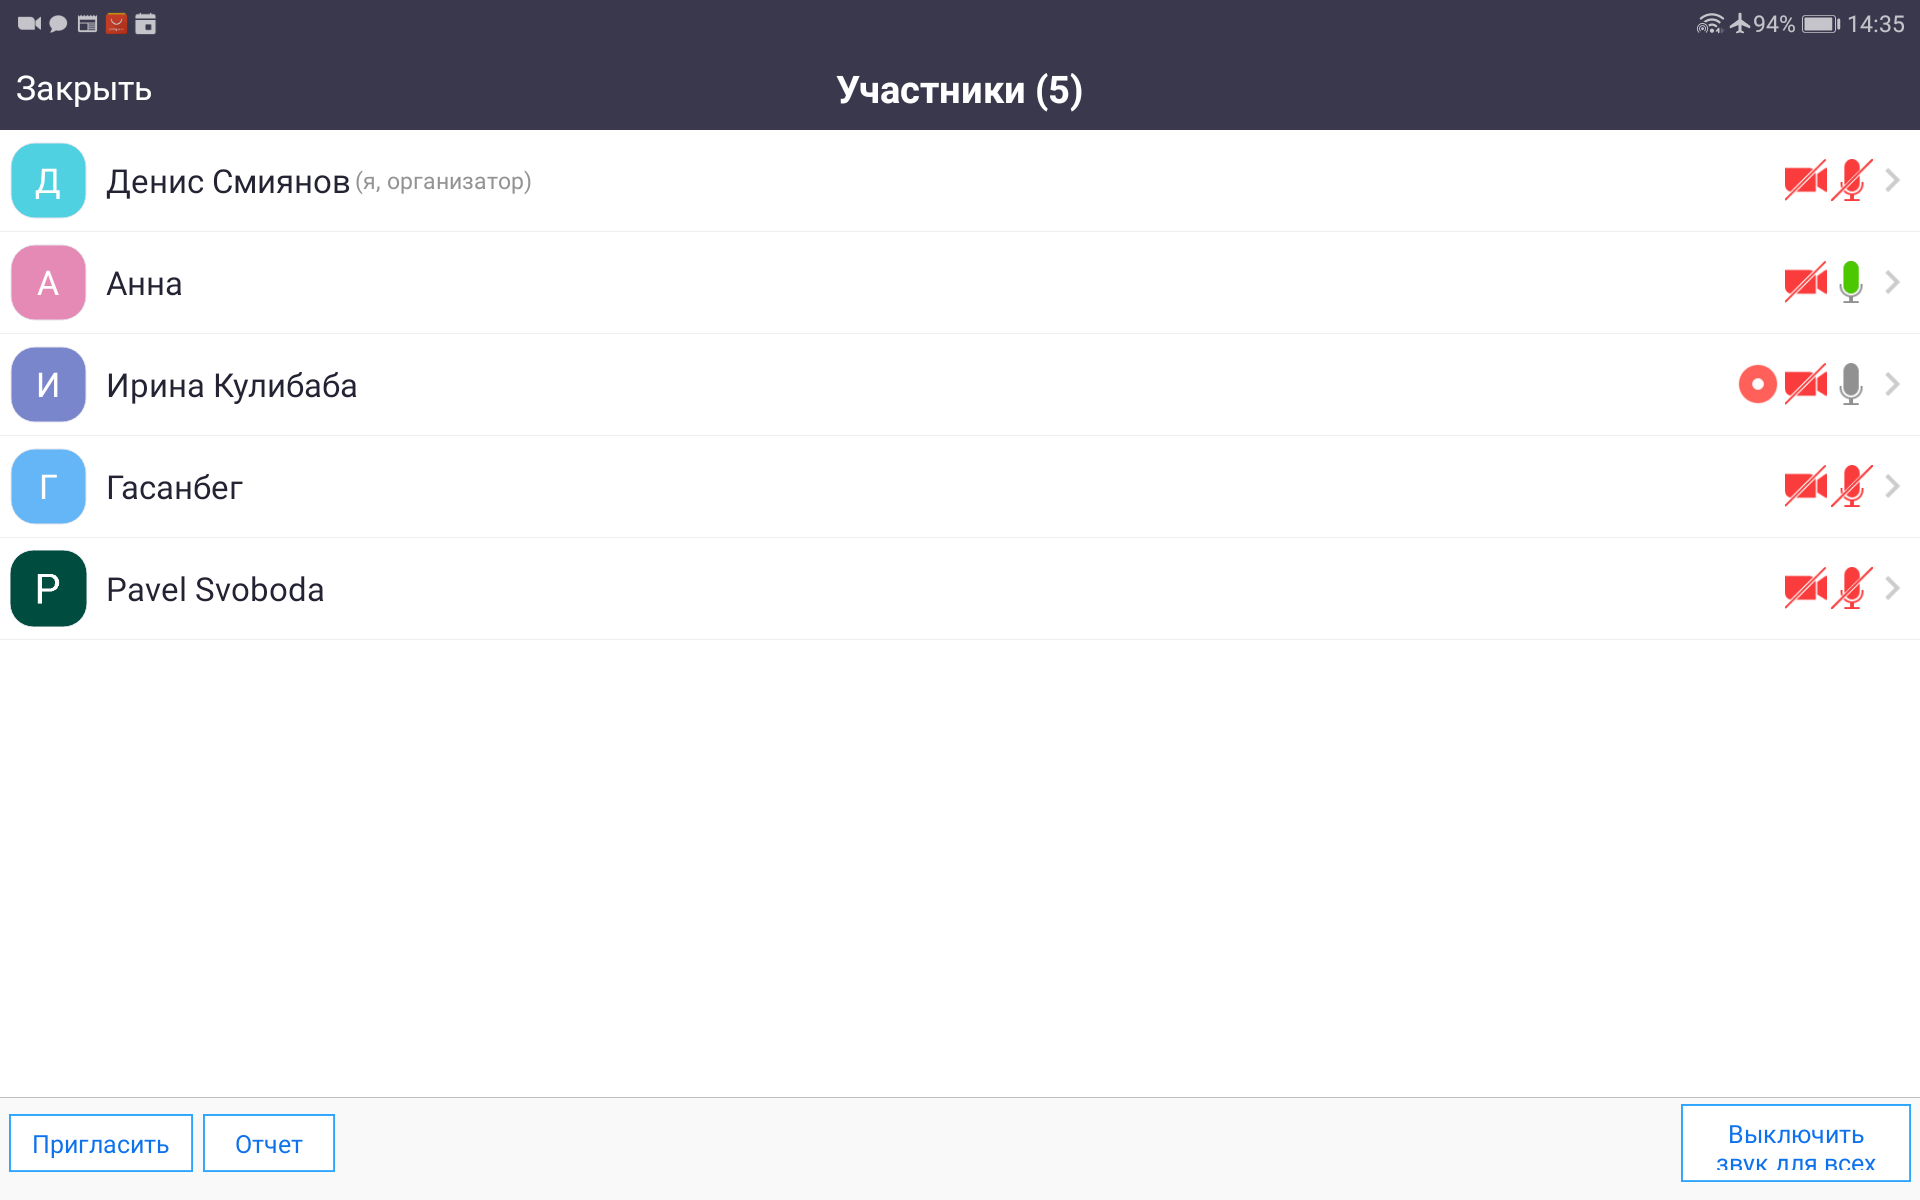 94% 14:35
Закрыть
Участники (5)
Д Денис Смиянов (я, организатор)
А Анна
И Ирина Кулибаба
Г Гасанбег
P Pavel Svoboda
Пригласить
Отчет
Выключить
звук для всех